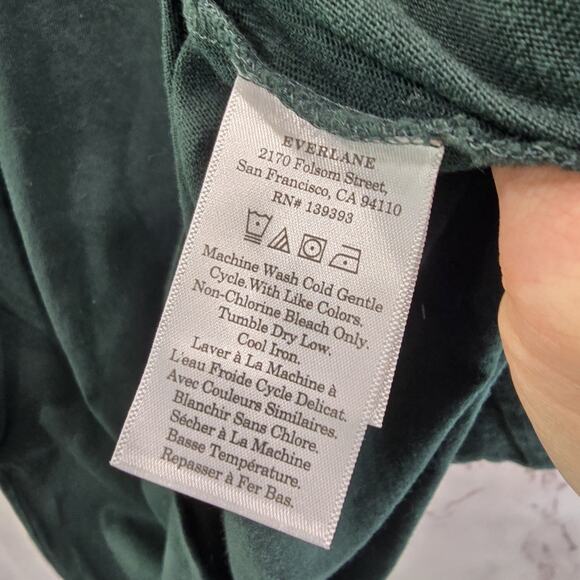 EVERLANE
2170 Folsom Street,
San Francisco, CA 94110
RN# 139393
Machine Wash Cold Gentle
Cycle. With Like Colors.
Non-Chlorine Bleach Only.
Tumble Dry Low.
Cool Iron.
Laver à La Machine à
L'eau Froide Cycle Delicat.
Avec Couleurs Similaires.
Blanchir Sans Chlore.
Sécher à La Machine
Basse Température.
Repasser à Fer Bas.